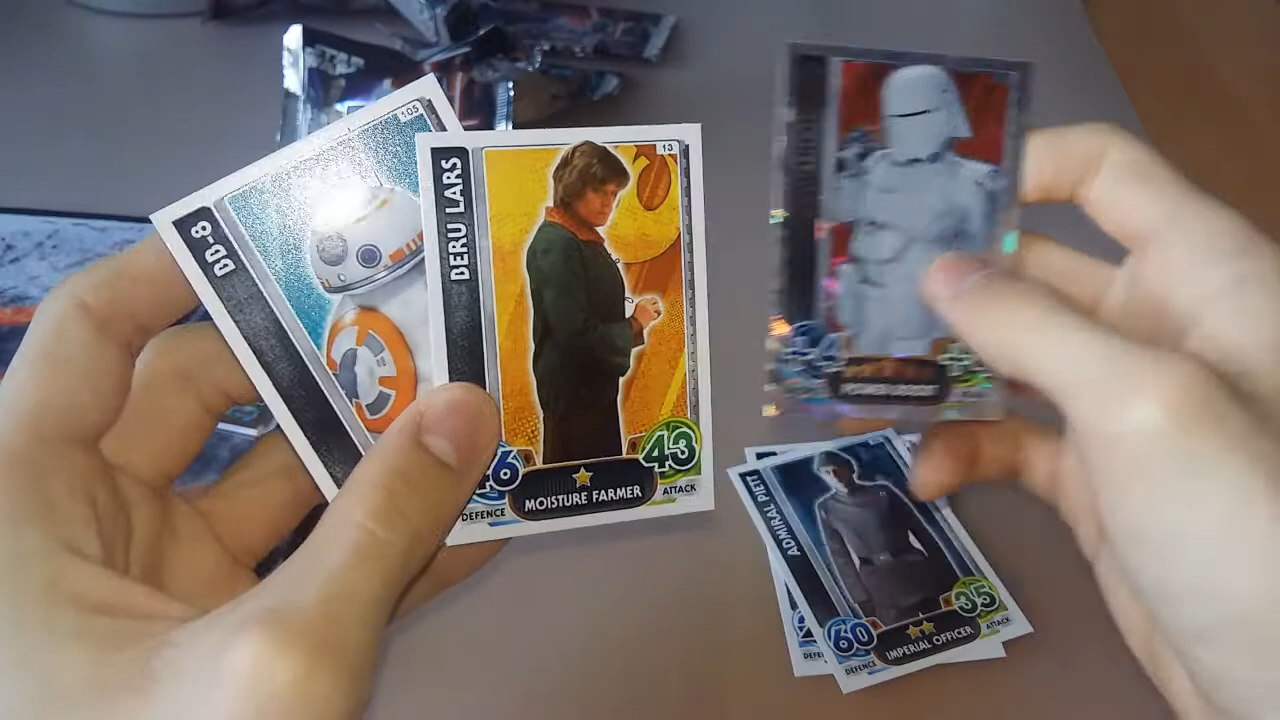 STAR
105
BB-8
13
BERU LARS
46
DEFENCE
43
ATTACK
MOISTURE FARMER
ADMIRAL PIETT
60
DEFENCE
35
ATTACK
IMPERIAL OFFICER